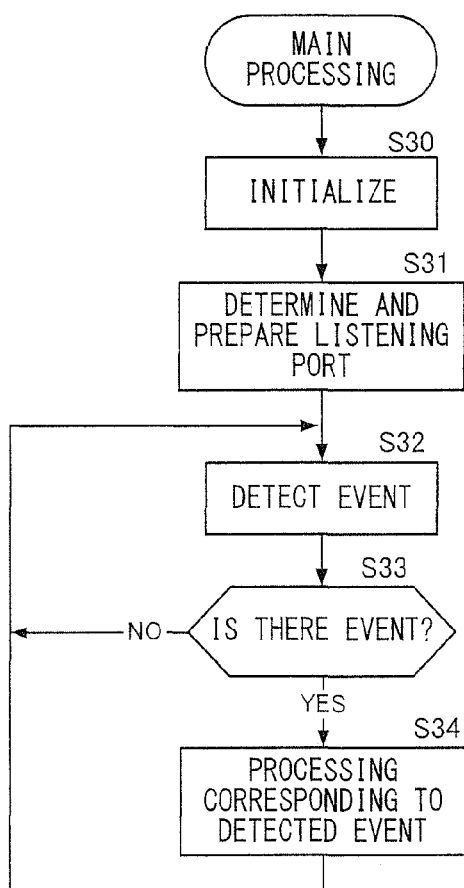 MAIN
PROCESSING
S30
INITIALIZE
S31
DETERMINE AND
PREPARE LISTENING
PORT
S32
DETECT EVENT
S33
IS THERE EVENT?
NO
YES
S34
PROCESSING
CORRESPONDING TO
DETECTED EVENT